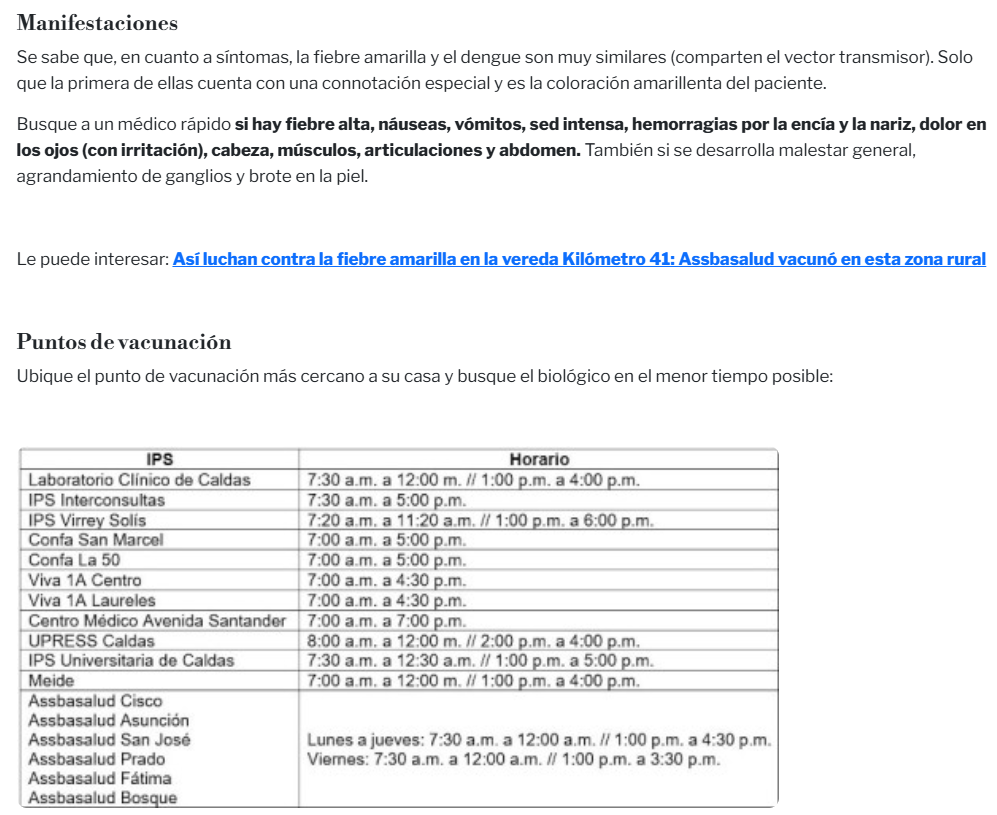 Manifestaciones
Se sabe que, en cuanto a síntomas, la fiebre amarilla y el dengue son muy similares (comparten el vector transmisor). Solo
que la primera de ellas cuenta con una connotación especial y es la coloración amarillenta del paciente.
Busque a un médico rápido si hay fiebre alta, náuseas, vómitos, sed intensa, hemorragias por la encía y la nariz, dolor en
los ojos (con irritación), cabeza, músculos, articulaciones y abdomen. También si se desarrolla malestar general,
agrandamiento de ganglios y brote en la piel.
Le puede interesar: Así luchan contra la fiebre amarilla en la vereda Kilómetro 41: Assbasalud vacunó en esta zona rural
Puntos de vacunación
Ubique el punto de vacunación más cercano a su casa y busque el biológico en el menor tiempo posible:
IPS Horario
Laboratorio Clínico de Caldas 7:30 a.m. a 12:00 m. // 1:00 p.m. a 4:00 p.m.
IPS Interconsultas 7:30 a.m. a 5:00 p.m.
IPS Virrey Solís 7:20 a.m. a 11:20 a.m. // 1:00 p.m. a 6:00 p.m.
Confa San Marcel 7:00 a.m. a 5:00 p.m.
Confa La 50 7:00 a.m. a 5:00 p.m.
Viva 1A Centro 7:00 a.m. a 4:30 p.m.
Viva 1A Laureles 7:00 a.m. a 4:30 p.m.
Centro Médico Avenida Santander 7:00 a.m. a 7:00 p.m.
UPRESS Caldas 8:00 a.m. a 12:00 m. // 2:00 p.m. a 4:00 p.m.
IPS Universitaria de Caldas 7:30 a.m. a 12:30 a.m. // 1:00 p.m. a 5:00 p.m.
Meide 7:00 a.m. a 12:00 m. // 1:00 p.m. a 4:00 p.m.
Assbasalud Cisco
Assbasalud Asunción
Assbasalud San José
Assbasalud Prado
Assbasalud Fátima
Assbasalud Bosque
Lunes a jueves: 7:30 a.m. a 12:00 a.m. // 1:00 p.m. a 4:30 p.m.
Viernes: 7:30 a.m. a 12:00 a.m. // 1:00 p.m. a 3:30 p.m.